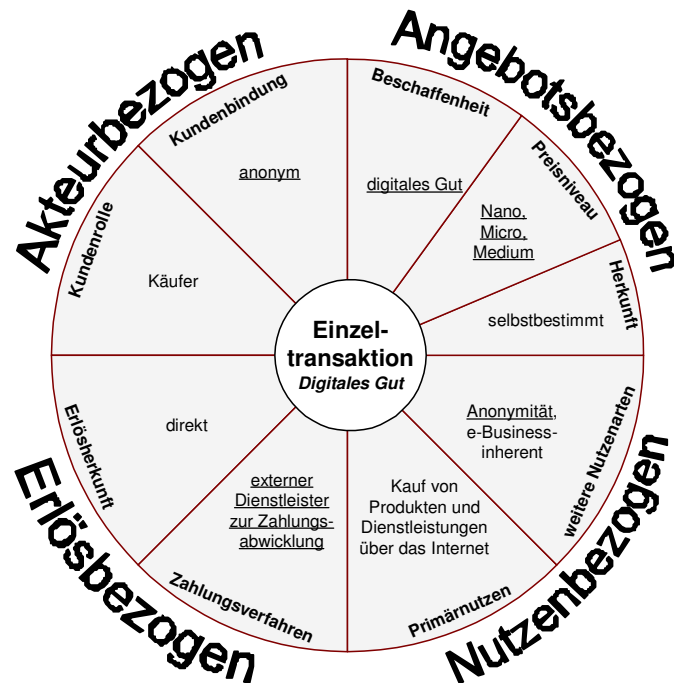 Akteurbezogen
Angebotsbezogen
Kundenbindung
anonym
Beschaffenheit
digitales Gut
Preisniveau
Nano,
Micro,
Medium
Kundenrolle
Käufer
Herkunft
selbstbestimmt
Einzel-
transaktion
Digitales Gut
Erlösherkunft
direkt
weitere Nutzenarten
Anonymität,
e-Business-
inherent
externer
Dienstleister
zur Zahlungs-
abwicklung
Zahlungsverfahren
Kauf von
Produkten und
Dienstleistungen
über das Internet
Primärnutzen
Erlösbezogen
Nutzenbezogen